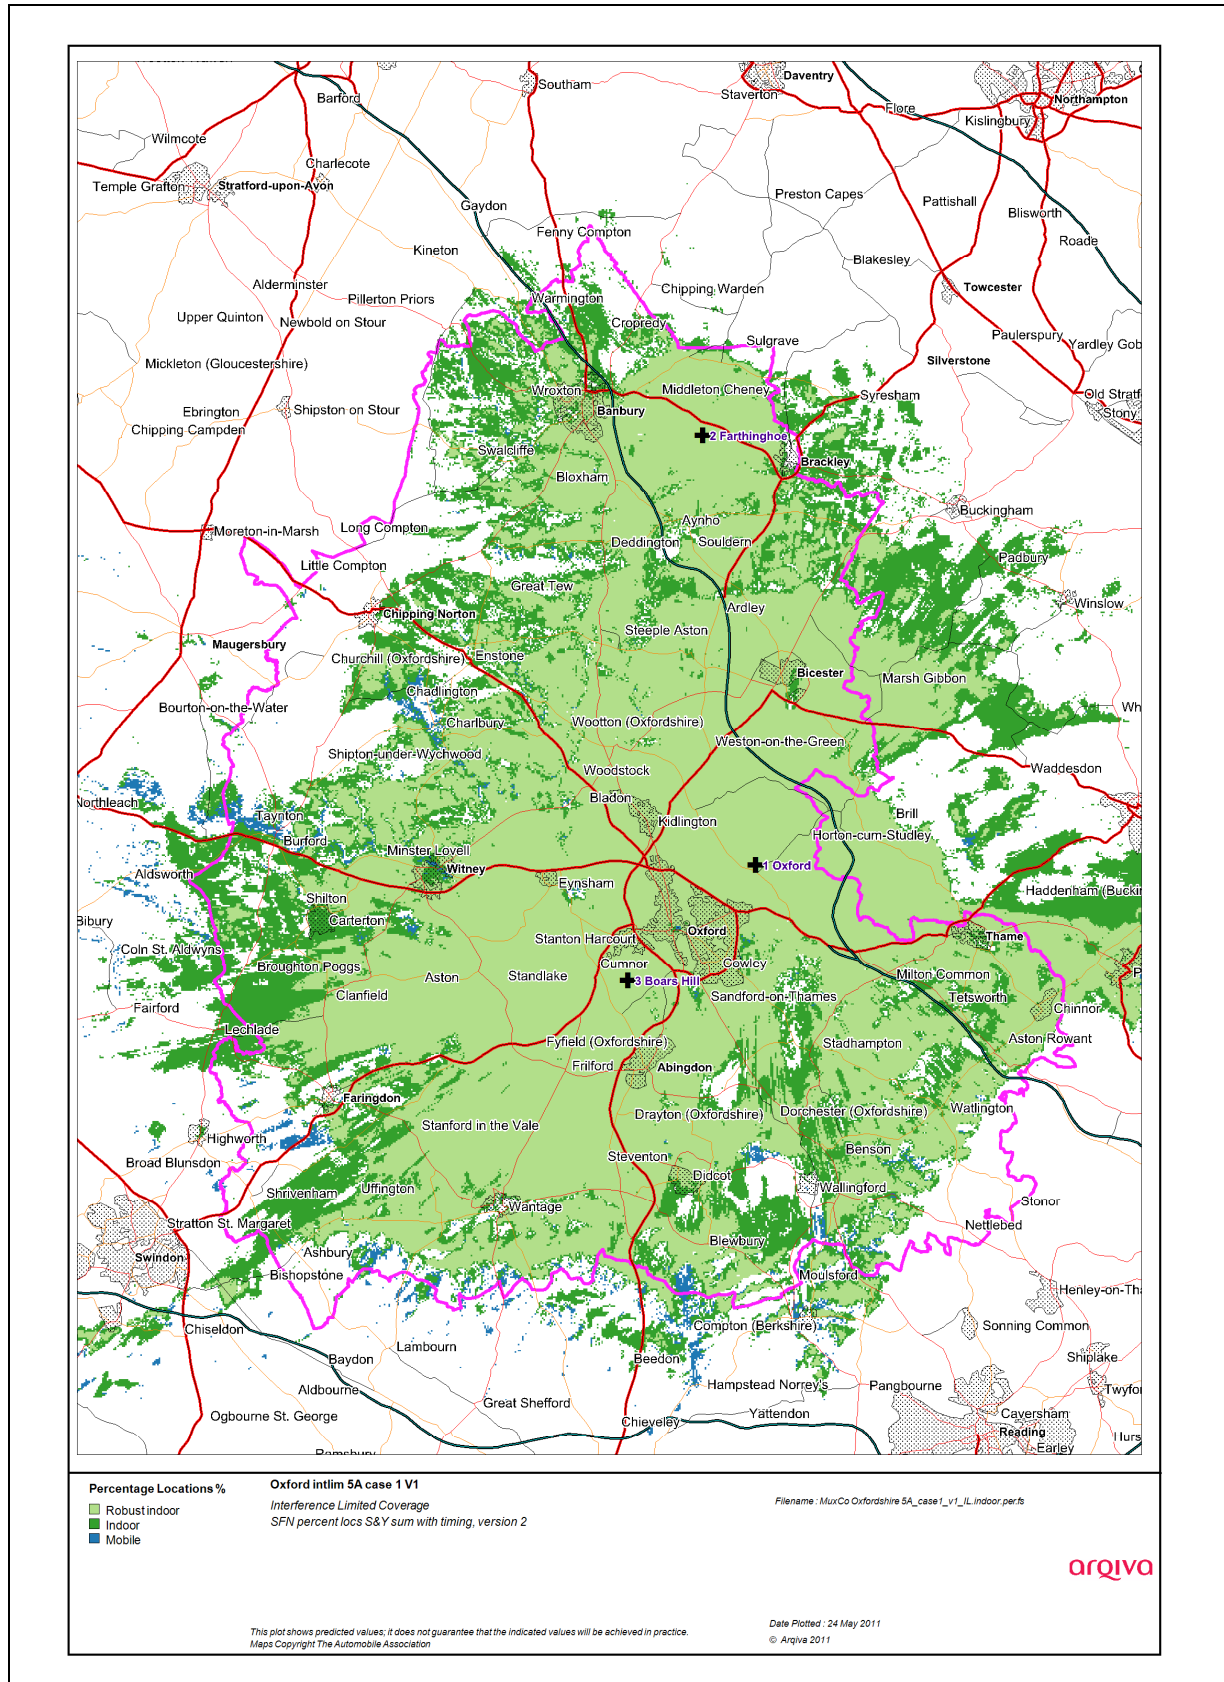 Southam
Daventry
Staverton
Barford
Flore
Northampton
Kislingbury
Wilmcote
Charlecote
Temple Grafton
Stratford-upon-Avon
Preston Capes
Pattishall
Gaydon
Blisworth
Fenny Compton
Roade
Kineton
Blakesley
Alderminster
Chipping Warden
Towcester
Pillerton Priors
Warmington
Upper Quinton
Newbold on Stour
Cropredy
Paulerspury
Sulgrave
Yardley Gob
Mickleton (Gloucestershire)
Silverstone
Wroxton
Middleton Cheney
Syresham
Old Stratf
Ebrington
Shipston on Stour
Banbury
Stony
Chipping Campden
2 Farthinghoe
Swalcliffe
Brackley
Bloxham
Buckingham
Moreton-in-Marsh
Long Compton
Aynho
Deddington
Souldern
Padbury
Little Compton
Great Tew
Winslow
Chipping Norton
Ardley
Steeple Aston
Maugersbury
Churchill (Oxfordshire)
Enstone
Bicester
Marsh Gibbon
Chadlington
Bourton-on-the-Water
Wh
Charlbury
Wootton (Oxfordshire)
Weston-on-the-Green
Shipton-under-Wychwood
Woodstock
Waddesdon
Northleach
Bladon
Taynton
Kidlington
Brill
Burford
Horton-cum-Studley
Minster Lovell
Witney
1 Oxford
Aldsworth
Eynsham
Haddenham (Buckin
Shilton
Bibury
Carterton
Oxford
Thame
Stanton Harcourt
Coln St. Aldwyns
Cumnor
Cowley
Broughton Poggs
Aston
Standlake
3 Boars Hill
Milton Common
P
Clanfield
Sandford-on-Thames
Tetsworth
Fairford
Chinnor
Lechlade
Fyfield (Oxfordshire)
Stadhampton
Aston Rowant
Frilford
Abingdon
Faringdon
Drayton (Oxfordshire)
Dorchester (Oxfordshire)
Watlington
Stanford in the Vale
Highworth
Benson
Broad Blunsdon
Steventon
Didcot
Shrivenham
Uffington
Wallingford
Stonor
Wantage
Stratton St. Margaret
Nettlebed
Blewbury
Swindon
Ashbury
Bishopstone
Moulsford
Henley-on-Tha
Chiseldon
Compton (Berkshire)
Sonning Common
Lambourn
Baydon
Beedon
Shiplake
Aldbourne
Hampstead Norrey's
Pangbourne
Twyfor
Great Shefford
Ogbourne St. George
Chieveley
Yattendon
Caversham
Reading
Hurs
Ramsbury
Earley
Percentage Locations %
Robust indoor
Indoor
Mobile
Oxford intlim 5A case 1 V1
Interference Limited Coverage
SFN percent locs S&Y sum with timing, version 2
Filename : MuxCo Oxfordshire 5A_case1_v1_IL.indoor.per.fs
arqiva
This plot shows predicted values; it does not guarantee that the indicated values will be achieved in practice.
Maps Copyright The Automobile Association
Date Plotted : 24 May 2011
© Arqiva 2011